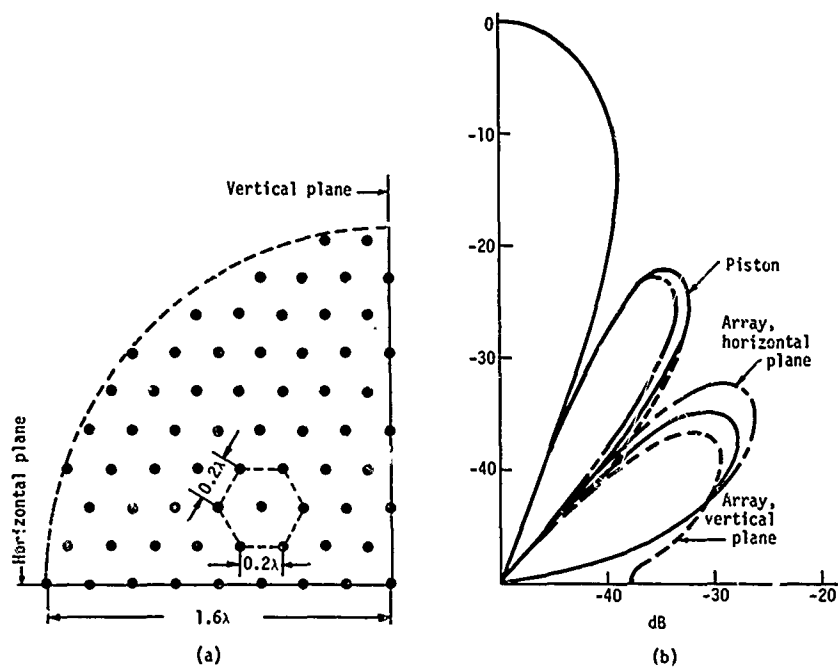 Vertical plane
Horizontal plane
0.2λ
0.2λ
1.6λ
(a)
0
-10
-20
-30
-40
Piston
Array,
horizontal
plane
Array,
vertical
plane
-40
-30
-20
dB
(b)